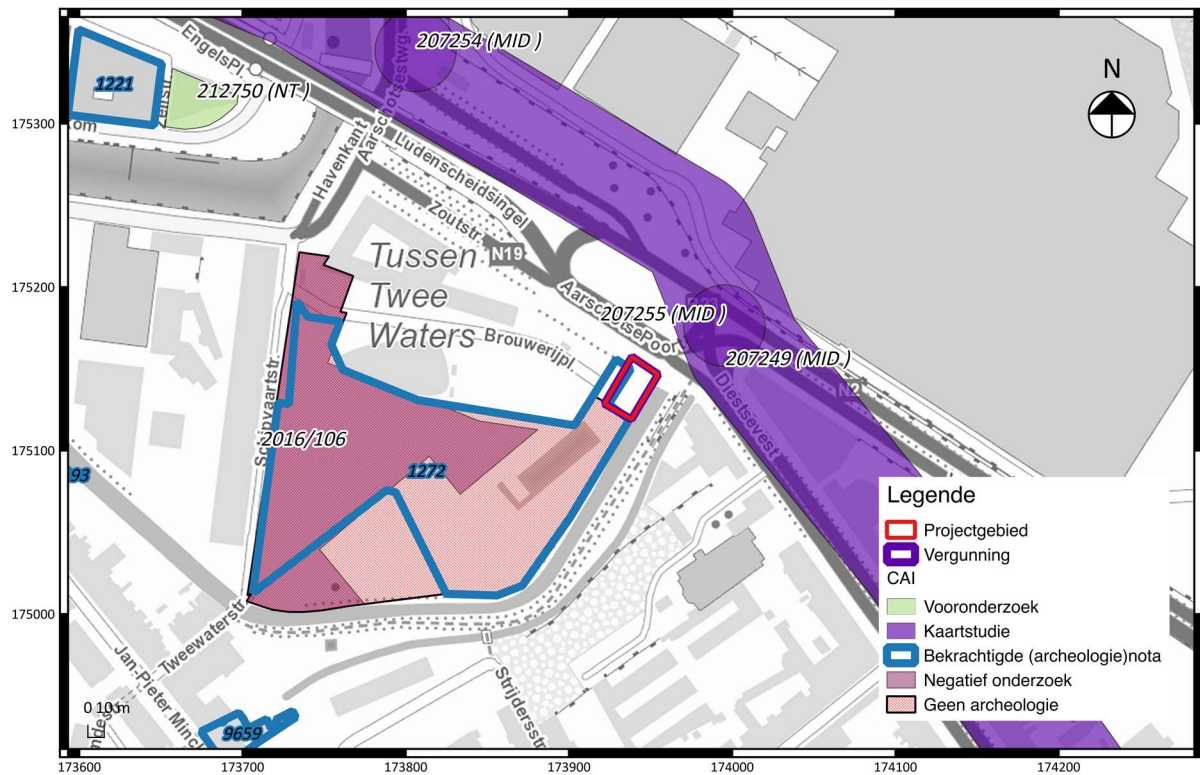 207254 (MID )
EngelsPl.
Aarschotsestwg.
1221
212750 (NT )
N
175300
Havenkant
Ludenscheidsingel
Zoutstr.
N19
Tussen
Twee
Waters
175200
AarschotsePoort
207255 (MID )
Brouwerijpl.
207249 (MID.)
N2
Diestsevest
Schipvaartstr.
2016/106
175100
93
1272
Legende
Projectgebied
Vergunning
CAI
Vooronderzoek
Kaartstudie
Bekrachtigde (archeologie)nota
Negatief onderzoek
Geen archeologie
175000
Tweewaterstr.
Jan-Pieter Minck
Strijdersstr
0 10 m
9659
173600
173700
173800
173900
174000
174100
174200